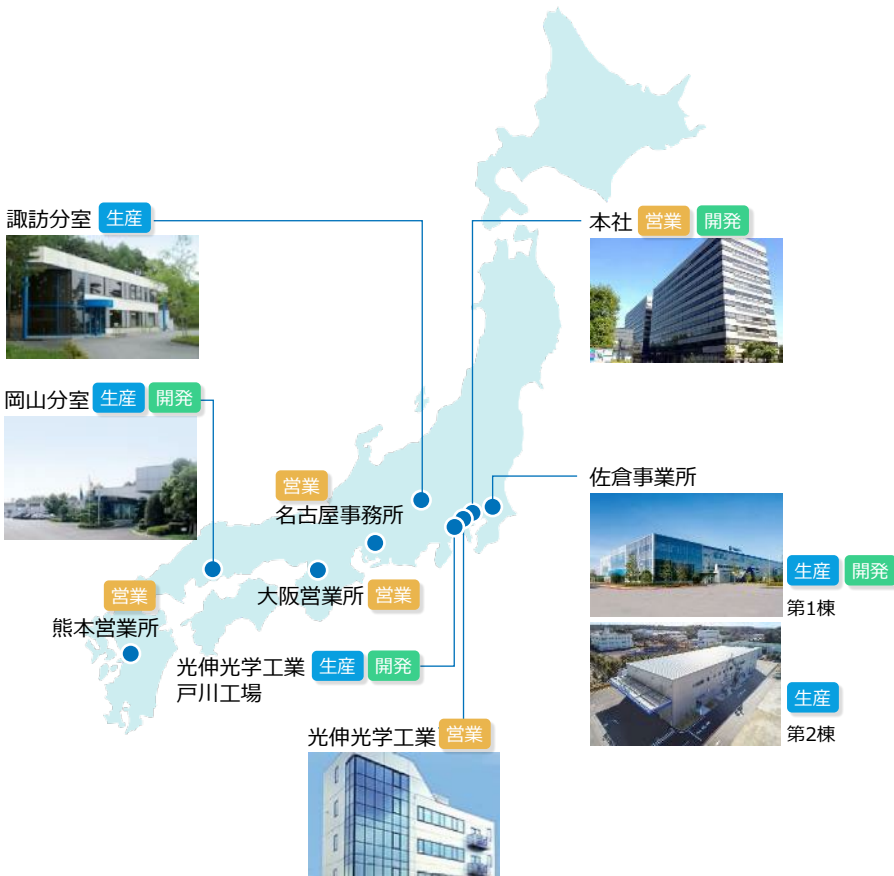 諏訪分室 生産
本社 営業 開発
岡山分室 生産 開発
佐倉事業所
営業
名古屋事務所
生産 開発
第1棟
営業
熊本営業所
大阪営業所 営業
光伸光学工業 生産 開発
戸川工場
生産
第2棟
光伸光学工業 営業